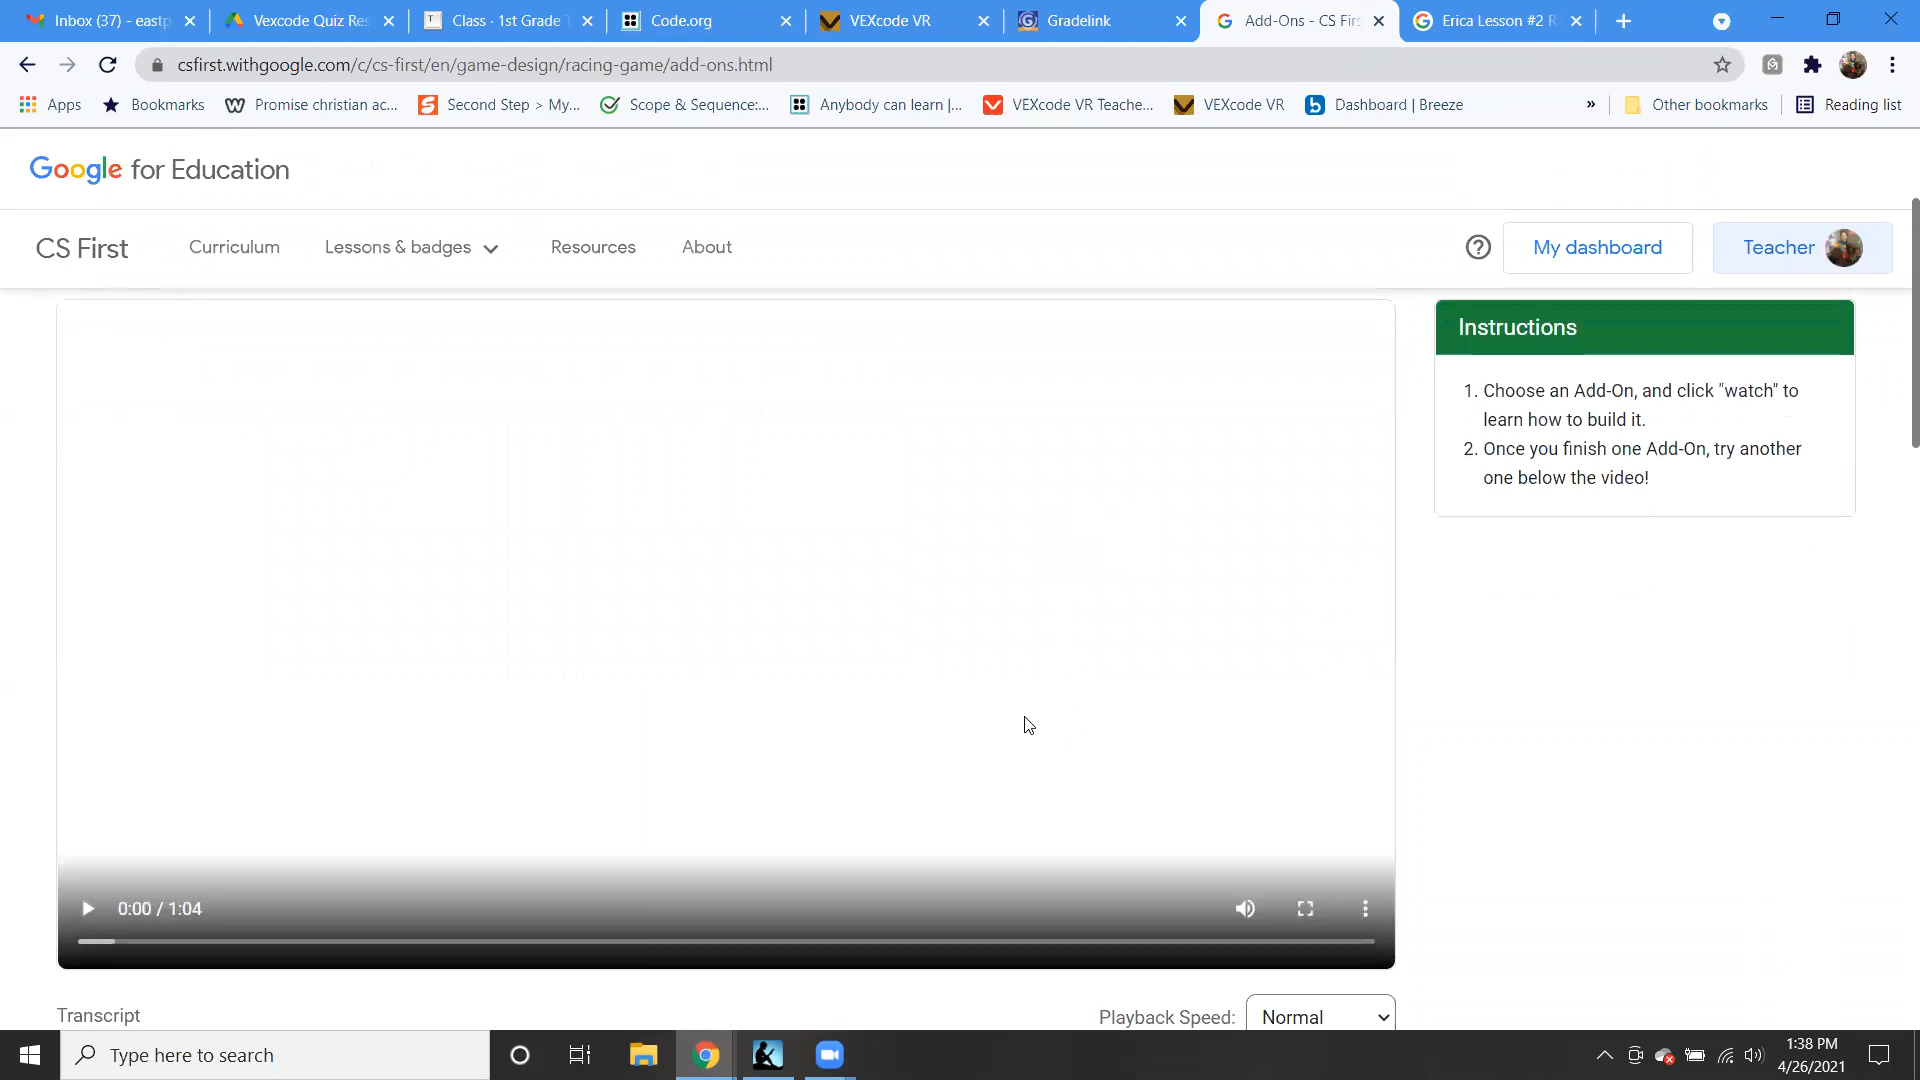 Inbox (37) - eastp
Vexcode Quiz Res
Class · 1st Grade T
Code.org
VEXcode VR
Gradelink
Add-Ons - CS Firs
Erica Lesson #2 R
csfirst.withgoogle.com/c/cs-first/en/game-design/racing-game/add-ons.html
Apps
Bookmarks
Promise christian ac...
Second Step > My...
Scope & Sequence:...
Anybody can learn |...
VEXcode VR Teache...
VEXcode VR
Dashboard | Breeze
»
Other bookmarks
Reading list
Google for Education
CS First
Curriculum
Lessons & badges
Resources
About
My dashboard
Teacher
Instructions
1. Choose an Add-On, and click "watch" to
learn how to build it.
2. Once you finish one Add-On, try another
one below the video!
0:00 / 1:04
Transcript
Playback Speed:
Normal
Type here to search
1:38 PM
4/26/2021